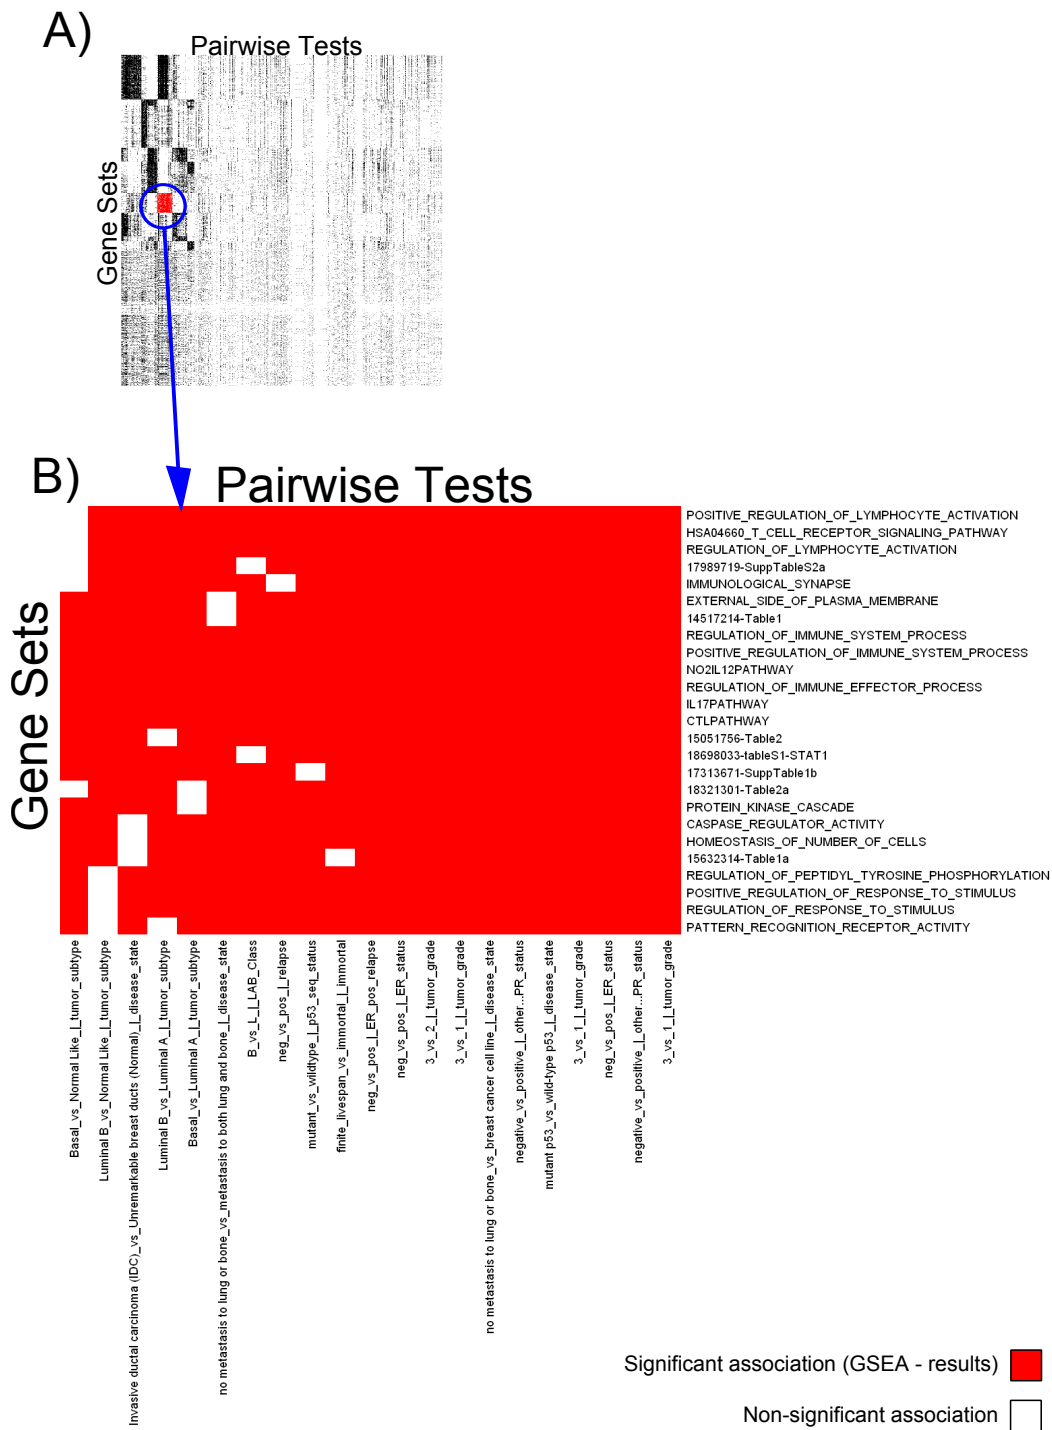 A)
Pairwise Tests
Gene Sets
B)
Pairwise Tests
Gene Sets
POSITIVE_REGULATION_OF_LYMPHOCYTE_ACTIVATION
HSA04660_T_CELL_RECEPTOR_SIGNALING_PATHWAY
REGULATION_OF_LYMPHOCYTE_ACTIVATION
17989719-SuppTableS2a
IMMUNOLOGICAL_SYNAPSE
EXTERNAL_SIDE_OF_PLASMA_MEMBRANE
14517214-Table1
REGULATION_OF_IMMUNE_SYSTEM_PROCESS
POSITIVE_REGULATION_OF_IMMUNE_SYSTEM_PROCESS
NO2IL12PATHWAY
REGULATION_OF_IMMUNE_EFFECTOR_PROCESS
IL17PATHWAY
CTLPATHWAY
15051756-Table2
18698033-tableS1-STAT1
17313671-SuppTable1b
18321301-Table2a
PROTEIN_KINASE_CASCADE
CASPASE_REGULATOR_ACTIVITY
HOMEOSTASIS_OF_NUMBER_OF_CELLS
15632314-Table1a
REGULATION_OF_PEPTIDYL_TYROSINE_PHOSPHORYLATION
POSITIVE_REGULATION_OF_RESPONSE_TO_STIMULUS
REGULATION_OF_RESPONSE_TO_STIMULUS
PATTERN_RECOGNITION_RECEPTOR_ACTIVITY
Basal_vs_Normal Like_|_tumor_subtype
Luminal B_vs_Normal Like_|_tumor_subtype
Invasive ductal carcinoma (IDC)_vs_Unremarkable breast ducts (Normal)_|_disease_state
Luminal B_vs_Luminal A_|_tumor_subtype
Basal_vs_Luminal A_|_tumor_subtype
no metastasis to lung or bone_vs_metastasis to both lung and bone_|_disease_state
B_vs_L_|_LAB_Class
neg_vs_pos_|_relapse
mutant_vs_wildtype_|_p53_seq_status
finite_livespan_vs_immortal_|_immortal
neg_vs_pos_|_ER_pos_relapse
neg_vs_pos_|_ER_status
3_vs_2_|_tumor_grade
3_vs_1_|_tumor_grade
no metastasis to lung or bone_vs_breast cancer cell line_|_disease_state
negative_vs_positive_|_other...PR_status
mutant p53_vs_wild-type p53_|_disease_state
3_vs_1_|_tumor_grade
neg_vs_pos_|_ER_status
negative_vs_positive_|_other...PR_status
3_vs_1_|_tumor_grade
Significant association (GSEA - results)
Non-significant association